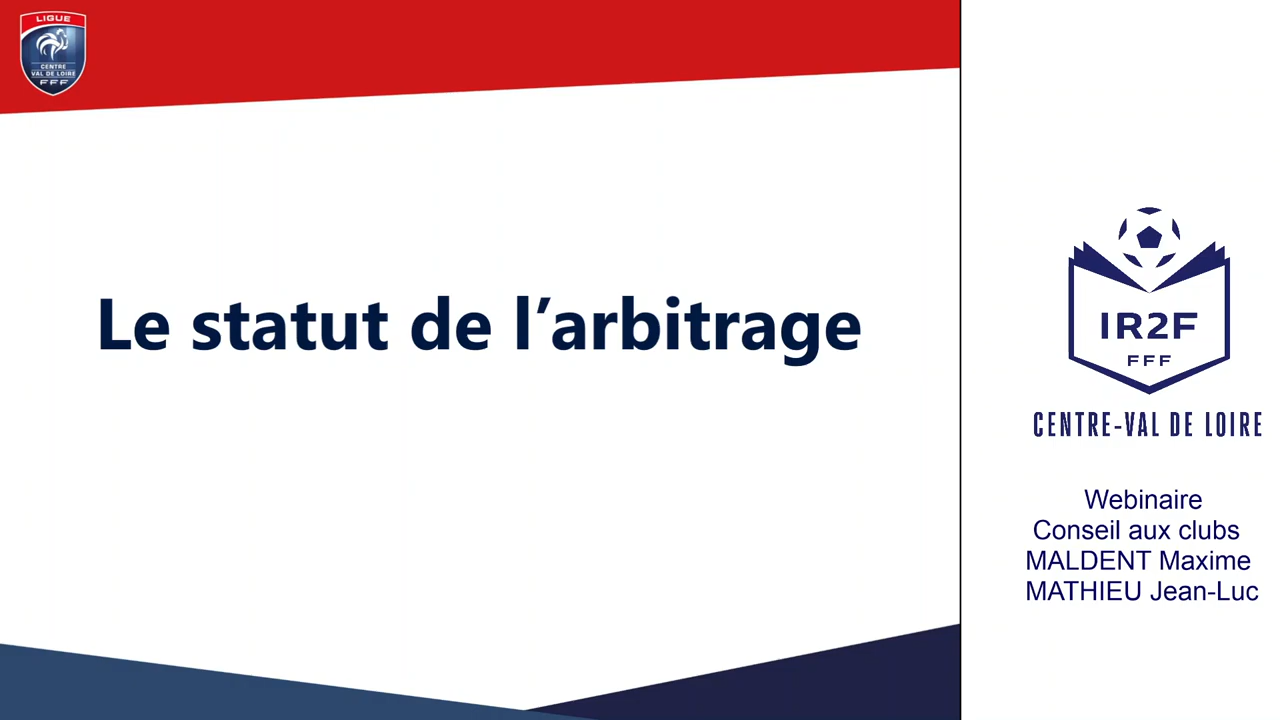 LIGUE
CENTRE
VAL DE LOIRE
FFF
Le statut de l’arbitrage
IR2F
FFF
CENTRE-VAL DE LOIRE
Webinaire
Conseil aux clubs
MALDENT Maxime
MATHIEU Jean-Luc